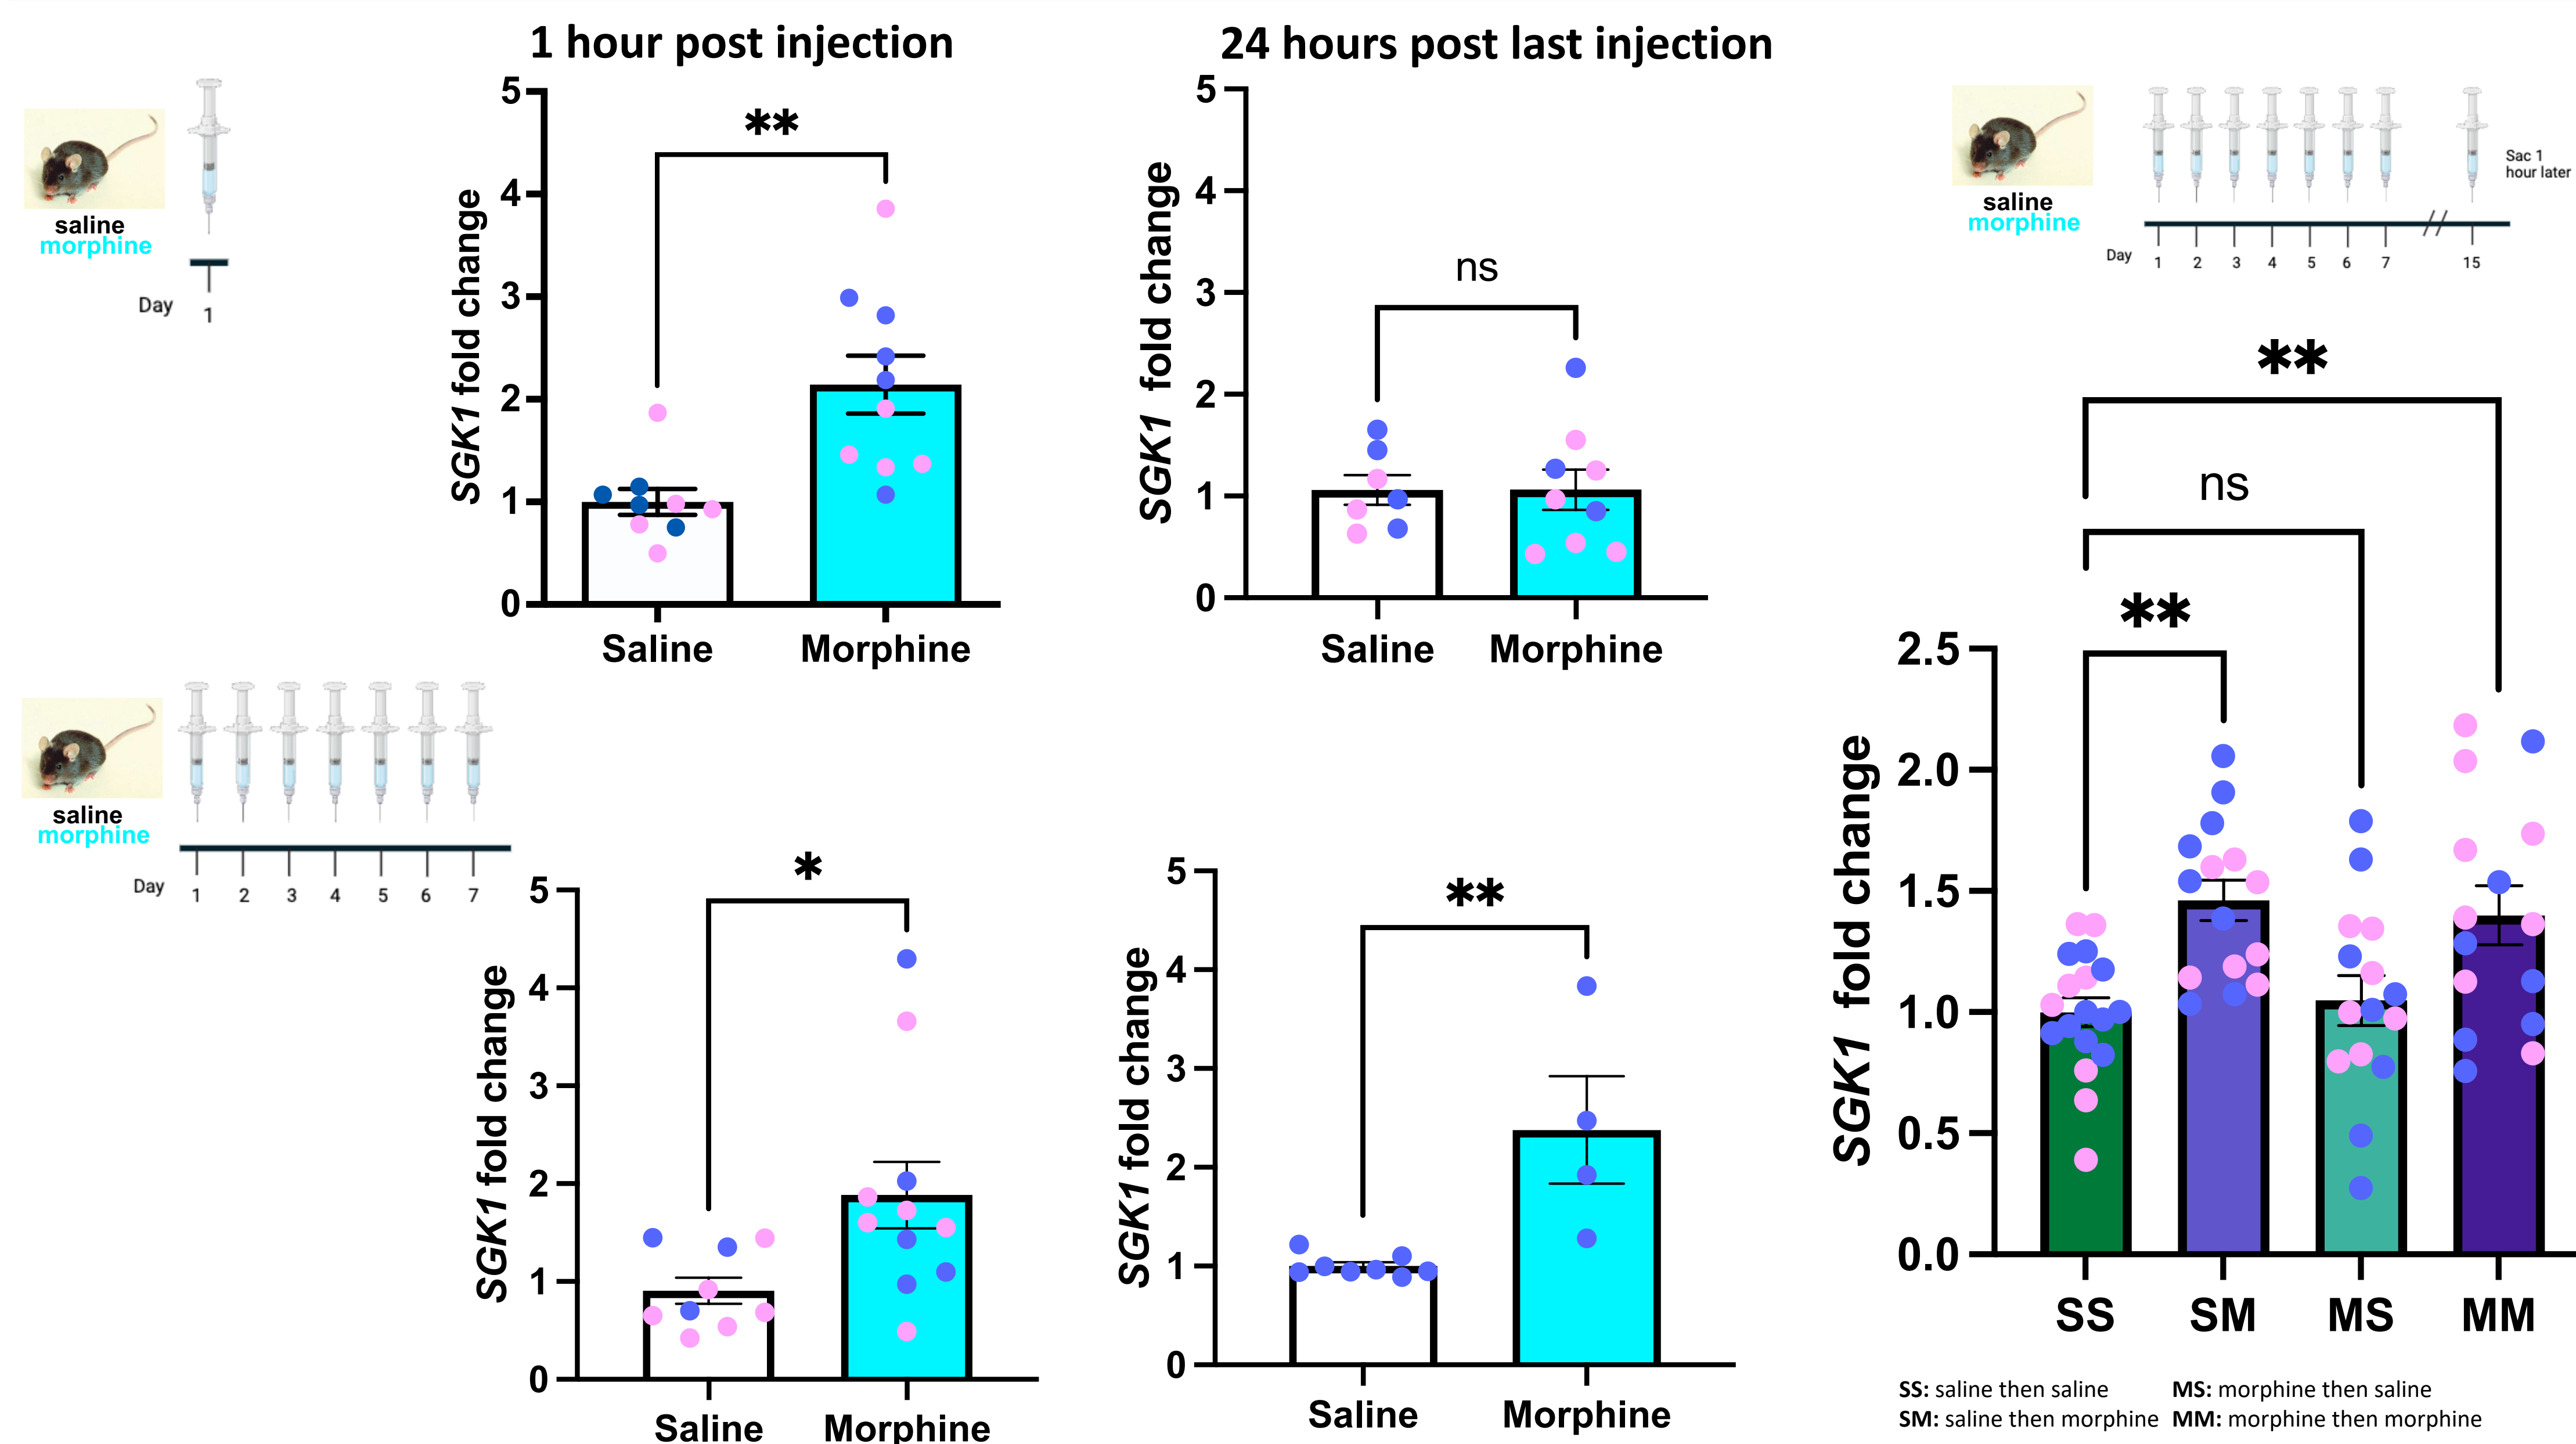 1 hour post injection
24 hours post last injection
saline
morphine
Day
1
SGK1 fold change
5
4
3
2
1
0
**
Saline
Morphine
SGK1 fold change
5
4
3
2
1
0
ns
Saline
Morphine
saline
morphine
Day
1 2 3 4 5 6 7
SGK1 fold change
5
4
3
2
1
0
*
Saline
Morphine
SGK1 fold change
5
4
3
2
1
0
**
Saline
Morphine
saline
morphine
Sac 1
hour later
Day 1 2 3 4 5 6 7 15
**
ns
**
SGK1 fold change
2.5
2.0
1.5
1.0
0.5
0.0
SS SM MS MM
SS: saline then saline MS: morphine then saline
SM: saline then morphine MM: morphine then morphine